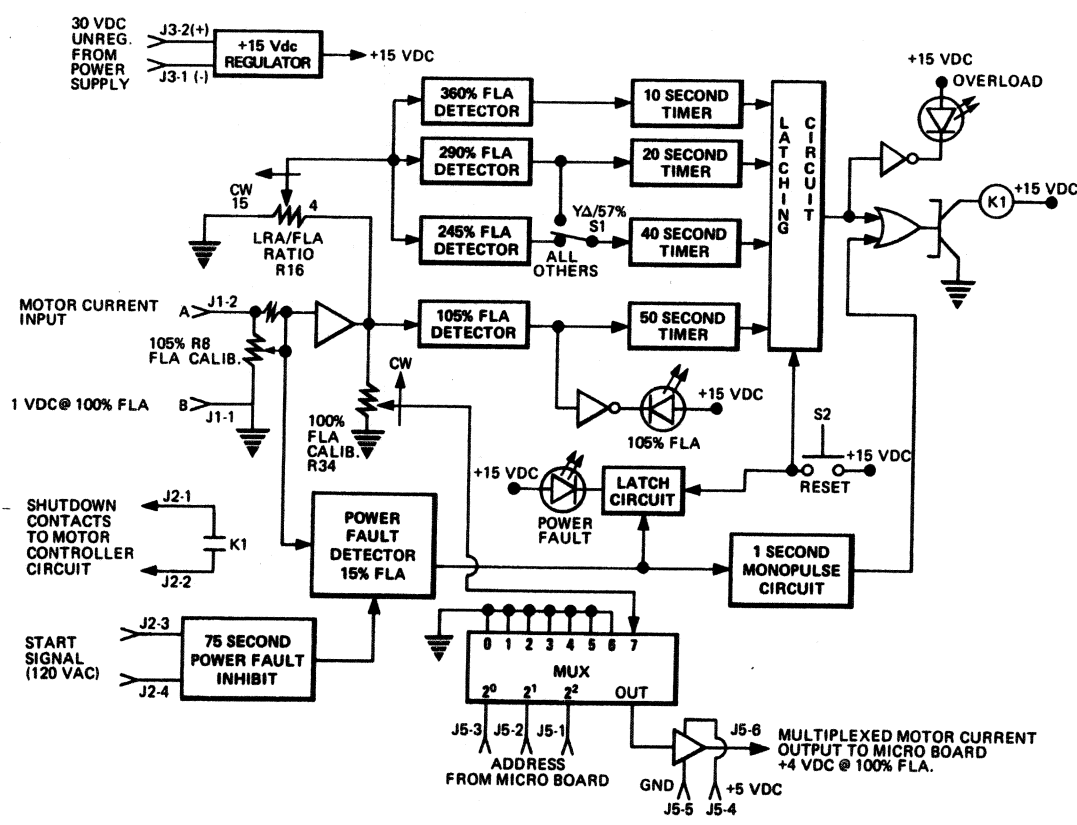 30 VDC
UNREG.
FROM
POWER
SUPPLY
J3-2(+)
J3-1 (-)
+15 Vdc
REGULATOR
+15 VDC
360% FLA
DETECTOR
10 SECOND
TIMER
290% FLA
DETECTOR
20 SECOND
TIMER
245% FLA
DETECTOR
YΔ/57%
S1
ALL
OTHERS
40 SECOND
TIMER
LATCHING
CIRCUIT
+15 VDC
OVERLOAD
K1
+15 VDC
CW
15
4
LRA/FLA
RATIO
R16
MOTOR CURRENT
INPUT
A
J1-2
105% R8
FLA CALIB.
1 VDC@ 100% FLA
B
J1-1
105% FLA
DETECTOR
50 SECOND
TIMER
CW
100%
FLA
CALIB.
R34
+15 VDC
105% FLA
S2
+15 VDC
RESET
+15 VDC
POWER
FAULT
LATCH
CIRCUIT
SHUTDOWN
CONTACTS
TO MOTOR
CONTROLLER
CIRCUIT
J2-1
K1
J2-2
POWER
FAULT
DETECTOR
15% FLA
1 SECOND
MONOPULSE
CIRCUIT
START
SIGNAL
(120 VAC)
J2-3
J2-4
75 SECOND
POWER FAULT
INHIBIT
0 1 2 3 4 5 6 7
MUX
2⁰ 2¹ 2² OUT
J5-3 J5-2 J5-1
ADDRESS
FROM MICRO BOARD
J5-6
MULTIPLEXED MOTOR CURRENT
OUTPUT TO MICRO BOARD
+4 VDC @ 100% FLA.
GND
+5 VDC
J5-5 J5-4